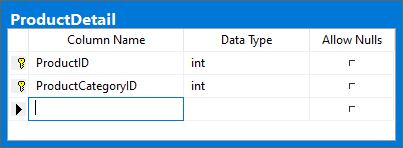 ProductDetail
Column Name Data Type Allow Nulls
ProductID int
ProductCategoryID int